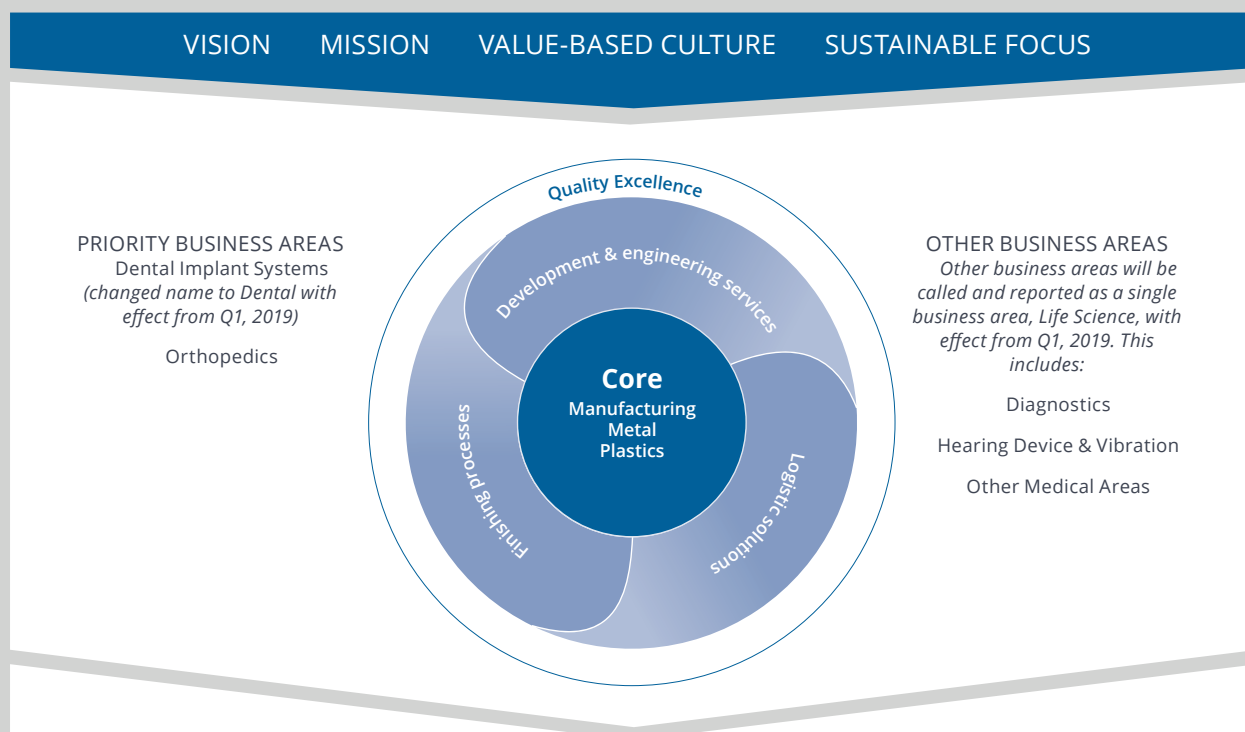 VISION MISSION VALUE-BASED CULTURE SUSTAINABLE FOCUS
PRIORITY BUSINESS AREAS
Dental Implant Systems
(changed name to Dental with
effect from Q1, 2019)
Orthopedics
Quality Excellence
Development & engineering services
Core
Manufacturing
Metal
Plastics
Finishing processes
Logistic solutions
OTHER BUSINESS AREAS
Other business areas will be
called and reported as a single
business area, Life Science, with
effect from Q1, 2019. This
includes:
Diagnostics
Hearing Device & Vibration
Other Medical Areas